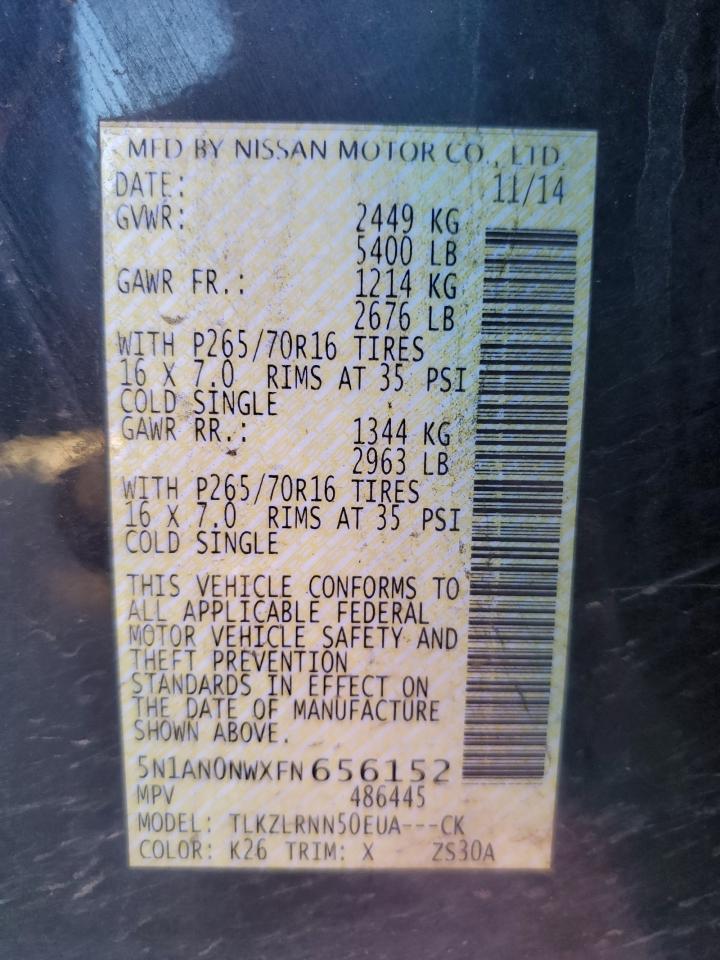 MFD BY NISSAN MOTOR CO., LTD.
DATE: 11/14
GVWR: 2449 KG
5400 LB
GAWR FR.: 1214 KG
2676 LB
WITH P265/70R16 TIRES
16 X 7.0 RIMS AT 35 PSI
COLD SINGLE
GAWR RR.: 1344 KG
2963 LB
WITH P265/70R16 TIRES
16 X 7.0 RIMS AT 35 PSI
COLD SINGLE
THIS VEHICLE CONFORMS TO
ALL APPLICABLE FEDERAL
MOTOR VEHICLE SAFETY AND
THEFT PREVENTION
STANDARDS IN EFFECT ON
THE DATE OF MANUFACTURE
SHOWN ABOVE.
5N1AN0NWXFN656152
MPV 486445
MODEL: TLKZLRNN50EUA---CK
COLOR: K26 TRIM: X ZS30A